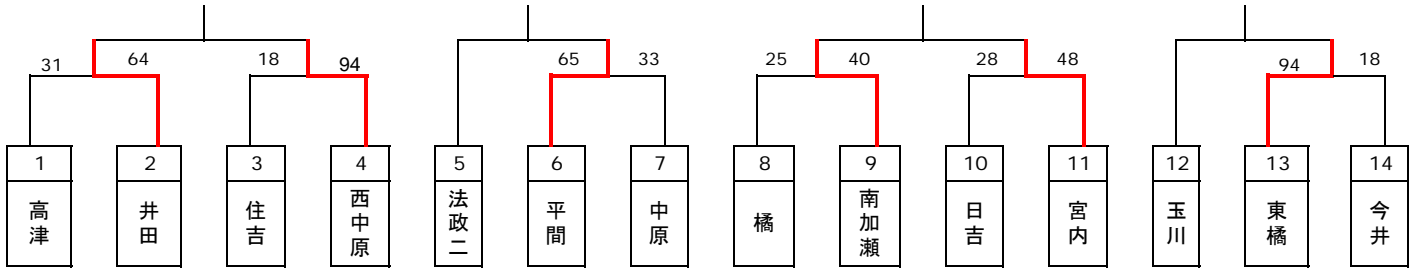 31 64 18 94 65 33 25 40 28 48 94 18
1 2 3 4 5 6 7 8 9 10 11 12 13 14
高津
井田
住吉
西中原
法政二
平間
中原
橘
南加瀬
日吉
宮内
玉川
東橘
今井